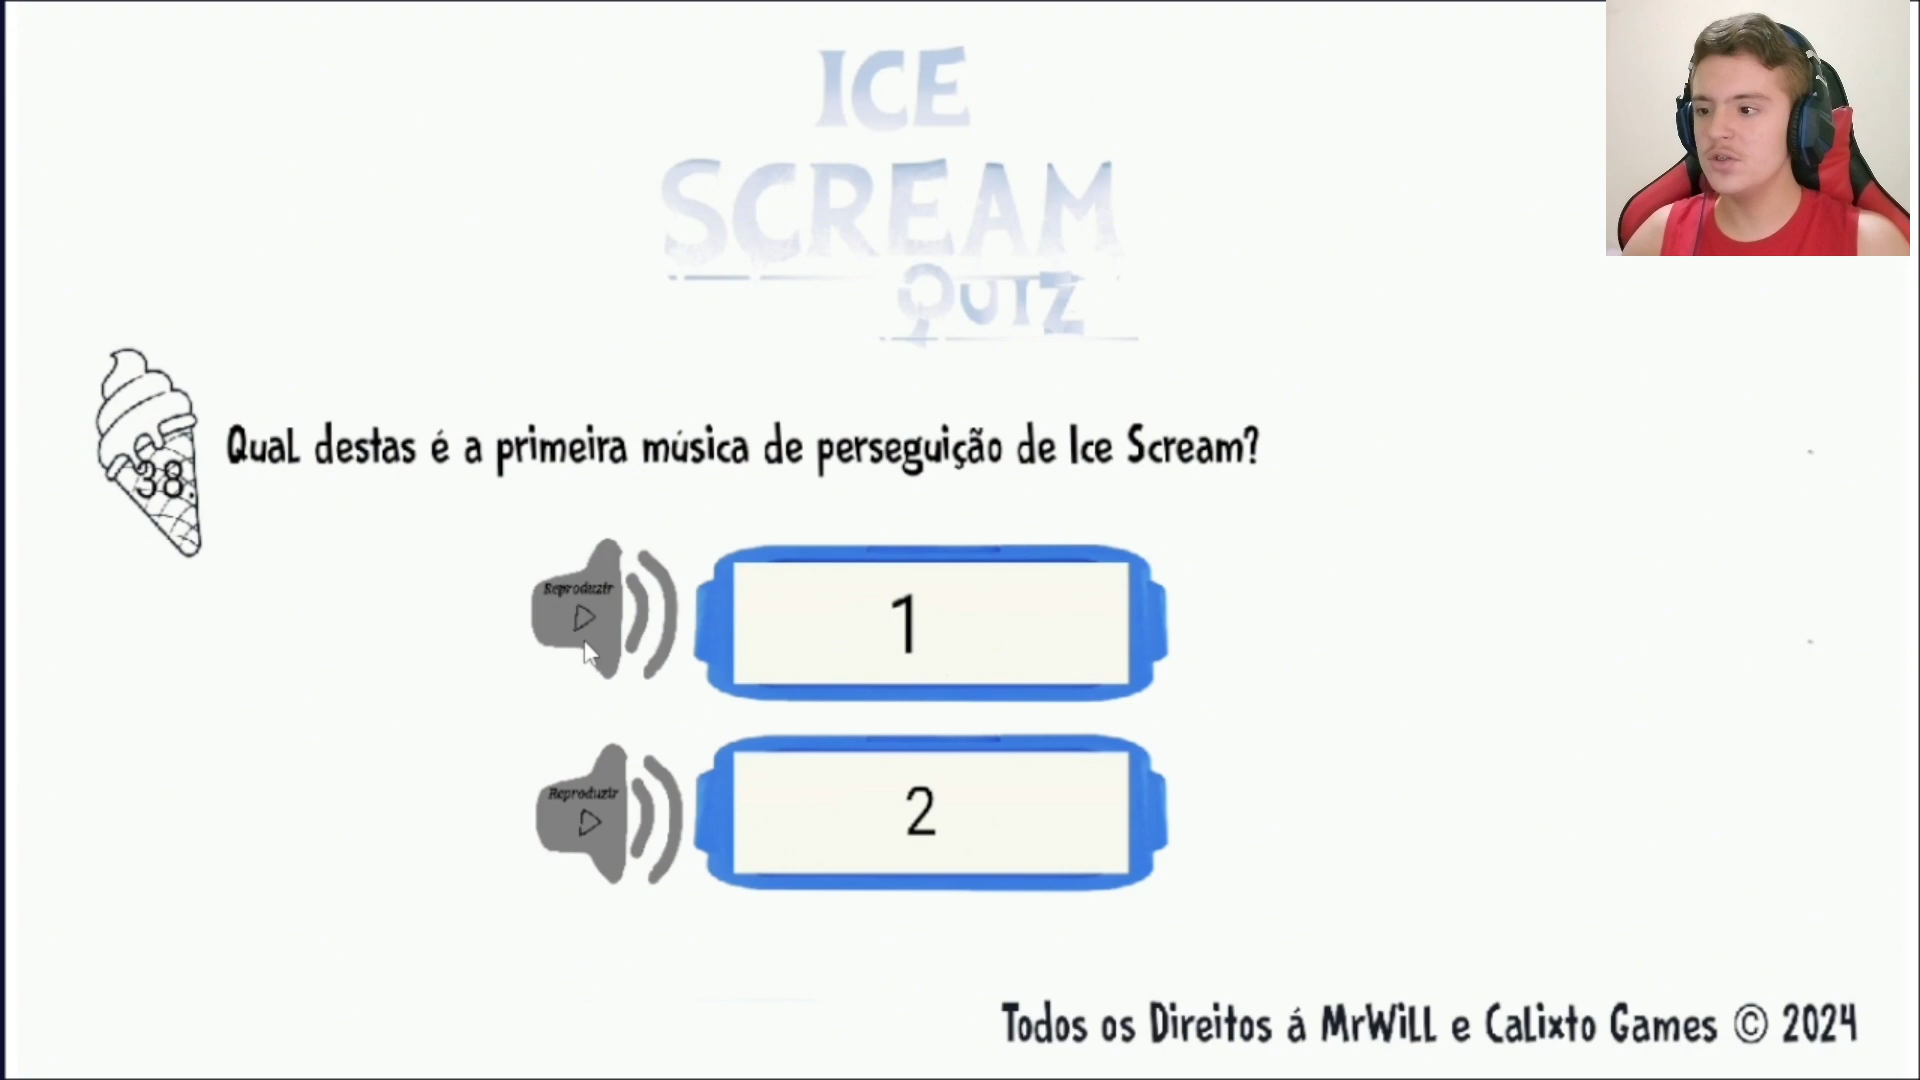 ICE
SCREAM
QUIZ
38
Qual destas é a primeira música de perseguição de Ice Scream?
Reproduzir
1
Reproduzir
2
Todos os Direitos á MrWill e Calixto Games © 2024